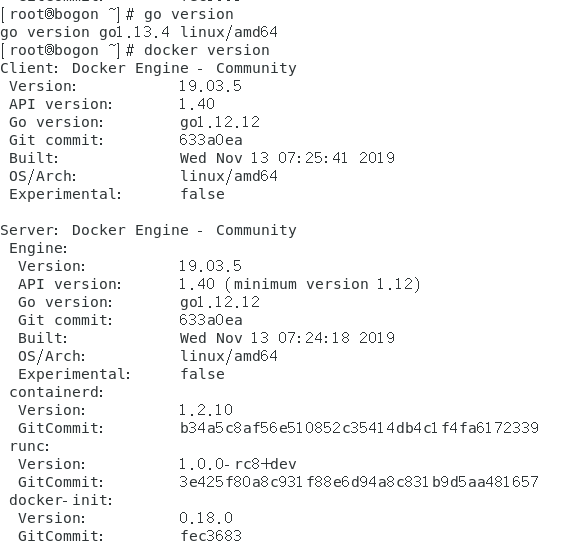 [root@bogon ~]# go version
go version go1.13.4 linux/amd64
[root@bogon ~]# docker version
Client: Docker Engine - Community
 Version:           19.03.5
 API version:       1.40
 Go version:        go1.12.12
 Git commit:        633a0ea
 Built:             Wed Nov 13 07:25:41 2019
 OS/Arch:           linux/amd64
 Experimental:      false

Server: Docker Engine - Community
 Engine:
  Version:          19.03.5
  API version:      1.40 (minimum version 1.12)
  Go version:       go1.12.12
  Git commit:       633a0ea
  Built:            Wed Nov 13 07:24:18 2019
  OS/Arch:          linux/amd64
  Experimental:     false
 containerd:
  Version:          1.2.10
  GitCommit:        b34a5c8af56e510852c35414db4c1f4fa6172339
 runc:
  Version:          1.0.0-rc8+dev
  GitCommit:        3e425f80a8c931f88e6d94a8c831b9d5aa481657
 docker-init:
  Version:          0.18.0
  GitCommit:        fec3683